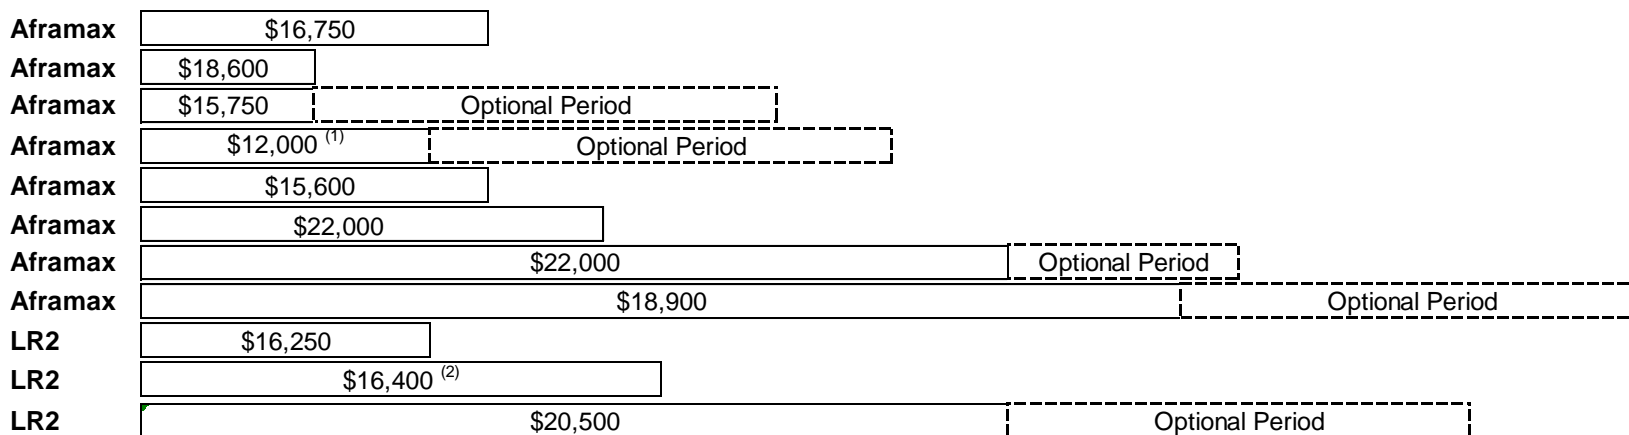 Aframax $16,750
Aframax $18,600
Aframax $15,750 Optional Period
Aframax $12,000 (1) Optional Period
Aframax $15,600
Aframax $22,000
Aframax $22,000 Optional Period
Aframax $18,900 Optional Period
LR2 $16,250
LR2 $16,400 (2)
LR2 $20,500 Optional Period